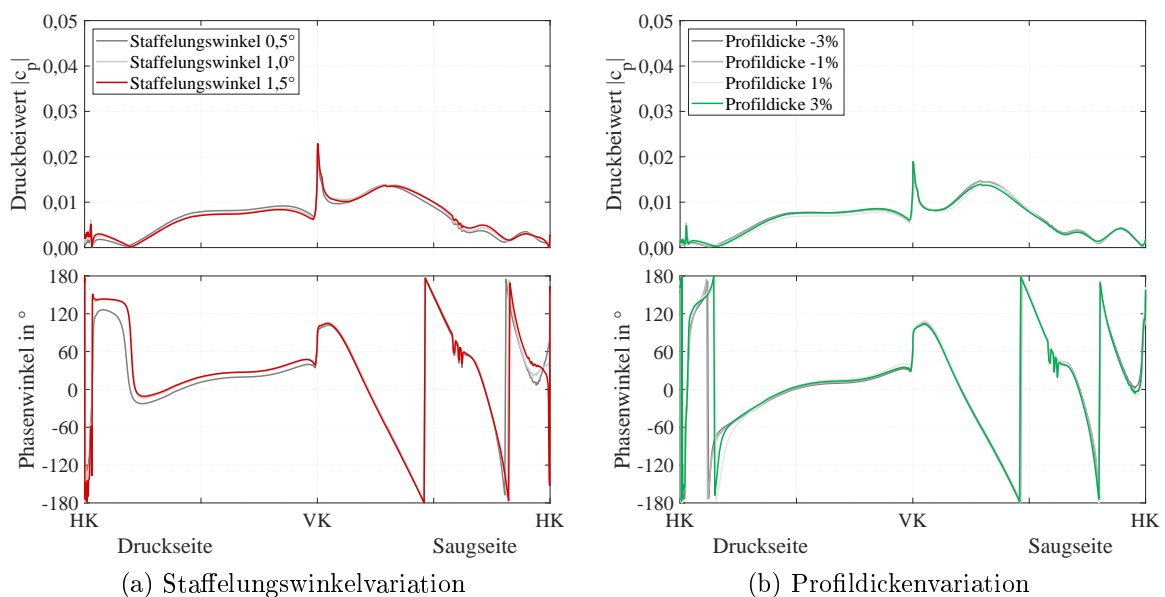 0,05
0,04
0,03
0,02
0,01
0,00
Druckbeiwert |c_p|
Staffelungswinkel 0,5°
Staffelungswinkel 1,0°
Staffelungswinkel 1,5°
180
120
60
0
-60
-120
-180
Phasenwinkel in °
HK VK HK
Druckseite Saugseite
(a) Staffelungswinkelvariation
0,05
0,04
0,03
0,02
0,01
0,00
Druckbeiwert |c_p|
Profildicke -3%
Profildicke -1%
Profildicke 1%
Profildicke 3%
180
120
60
0
-60
-120
-180
Phasenwinkel in °
HK VK HK
Druckseite Saugseite
(b) Profildickenvariation